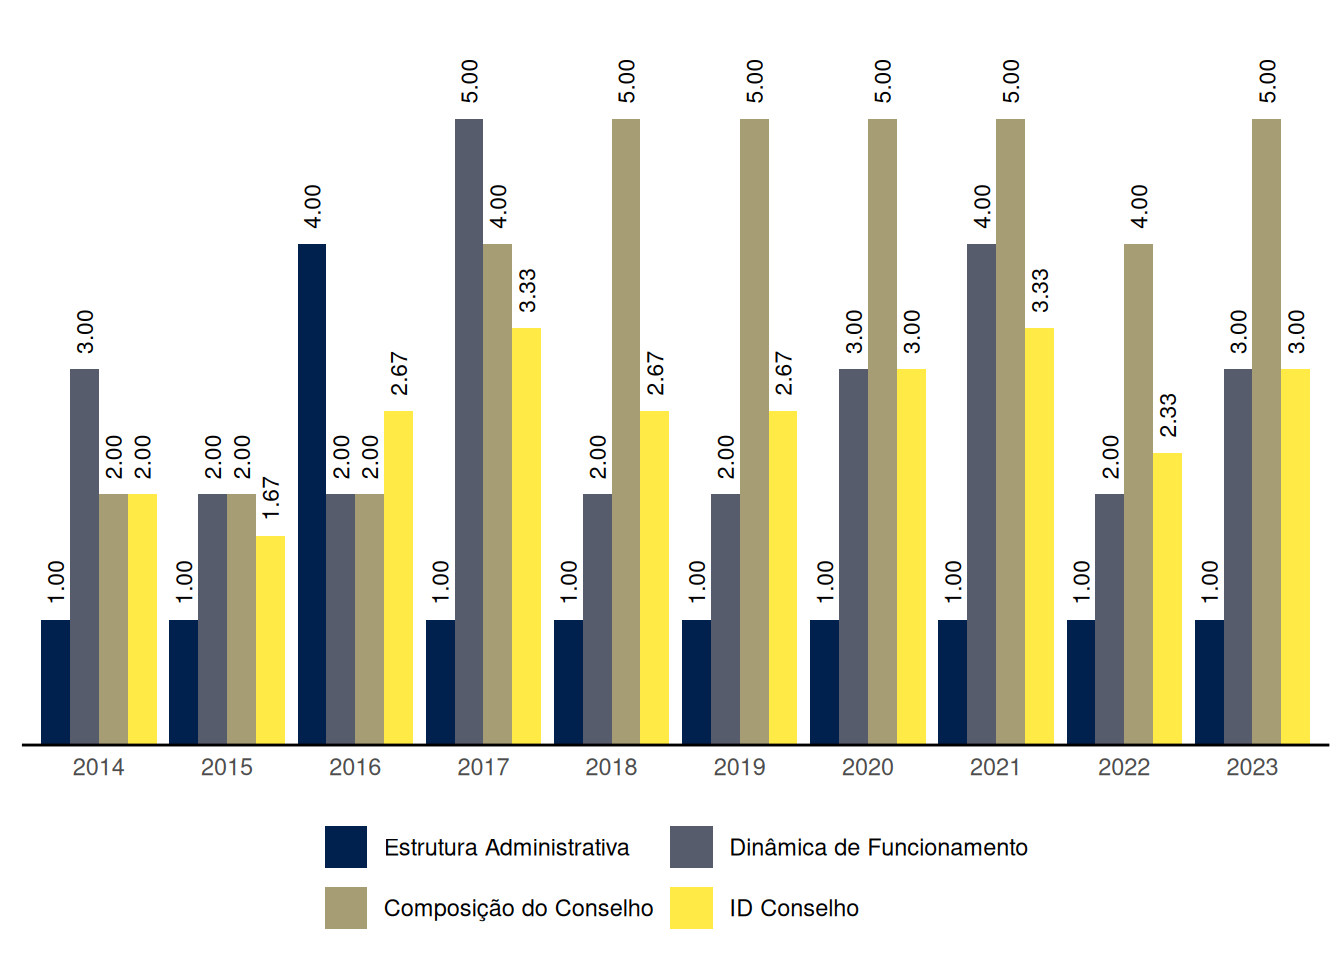 1.00 3.00 2.00 2.00
1.00 2.00 2.00 1.67
4.00 2.00 2.00 2.67
1.00 5.00 4.00 3.33
1.00 2.00 5.00 2.67
1.00 2.00 5.00 2.67
1.00 3.00 5.00 3.00
1.00 4.00 5.00 3.33
1.00 2.00 4.00 2.33
1.00 3.00 5.00 3.00
2014 2015 2016 2017 2018 2019 2020 2021 2022 2023
Estrutura Administrativa Dinâmica de Funcionamento
Composição do Conselho ID Conselho